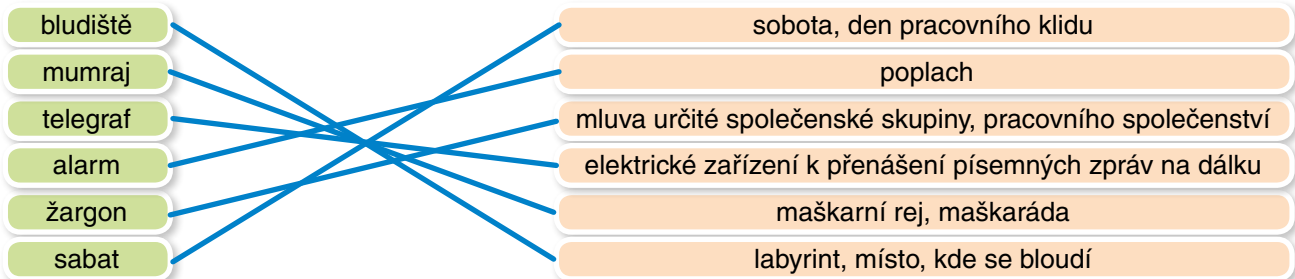 bludiště
sobota, den pracovního klidu
mumraj
poplach
telegraf
mluva určité společenské skupiny, pracovního společenství
alarm
elektrické zařízení k přenášení písemných zpráv na dálku
žargon
maškarní rej, maškaráda
sabat
labyrint, místo, kde se bloudí